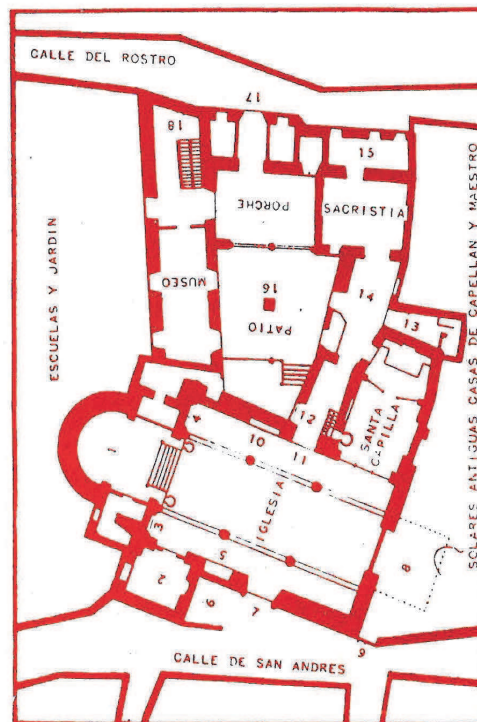 CALLE DEL ROSTRO
17
18
15
PORCHE
SACRISTIA
ESCUELAS Y JARDIN
MUSEO
16
PATIO
14
13
SOLARES ANTIGUAS CASAS DE CAPELLAN Y MAESTRO
4
10
12
11
SANTA
CAPILLA
1
IGLESIA
3
5
2
6
7
8
9
CALLE DE SAN ANDRES